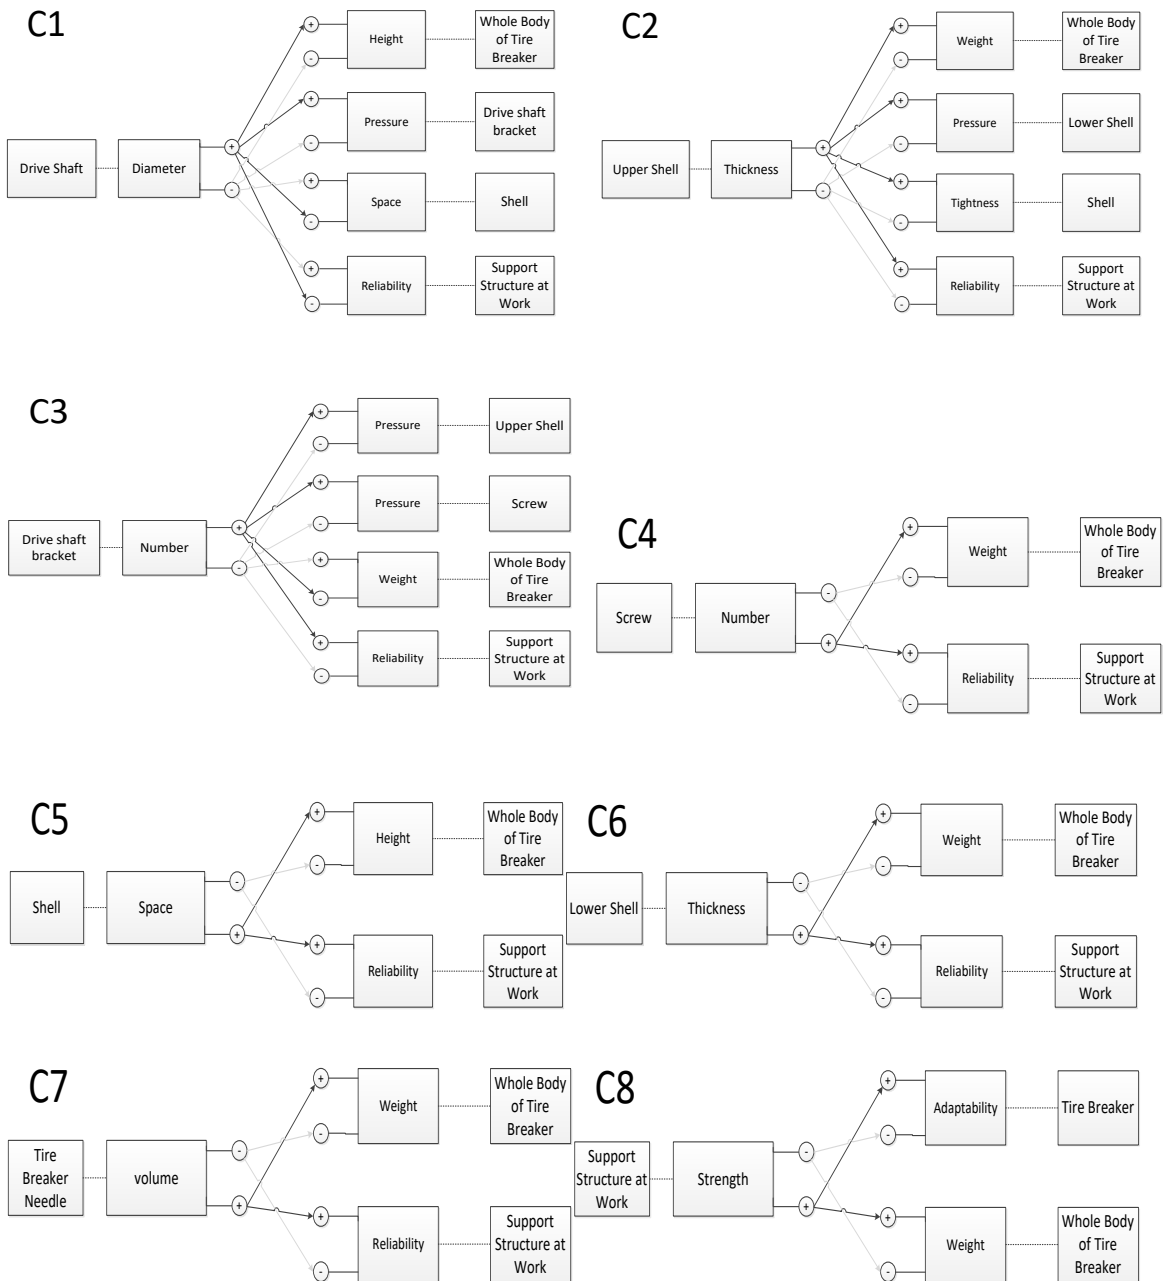 C1
Drive Shaft
Diameter
+
-
+
-
Height
Whole Body
of Tire
Breaker
+
-
Pressure
Drive shaft
bracket
+
-
Space
Shell
+
-
Reliability
Support
Structure at
Work
C2
Upper Shell
Thickness
+
-
+
-
Weight
Whole Body
of Tire
Breaker
+
-
Pressure
Lower Shell
+
-
Tightness
Shell
+
-
Reliability
Support
Structure at
Work
C3
Drive shaft
bracket
Number
+
-
+
-
Pressure
Upper Shell
+
-
Pressure
Screw
+
-
Weight
Whole Body
of Tire
Breaker
+
-
Reliability
Support
Structure at
Work
C4
Screw
Number
-
+
+
-
Weight
Whole Body
of Tire
Breaker
+
-
Reliability
Support
Structure at
Work
C5
Shell
Space
-
+
+
-
Height
Whole Body
of Tire
Breaker
+
-
Reliability
Support
Structure at
Work
C6
Lower Shell
Thickness
-
+
+
-
Weight
Whole Body
of Tire
Breaker
+
-
Reliability
Support
Structure at
Work
C7
Tire
Breaker
Needle
volume
-
+
+
-
Weight
Whole Body
of Tire
Breaker
+
-
Reliability
Support
Structure at
Work
C8
Support
Structure at
Work
Strength
-
+
+
-
Adaptability
Tire Breaker
+
-
Weight
Whole Body
of Tire
Breaker